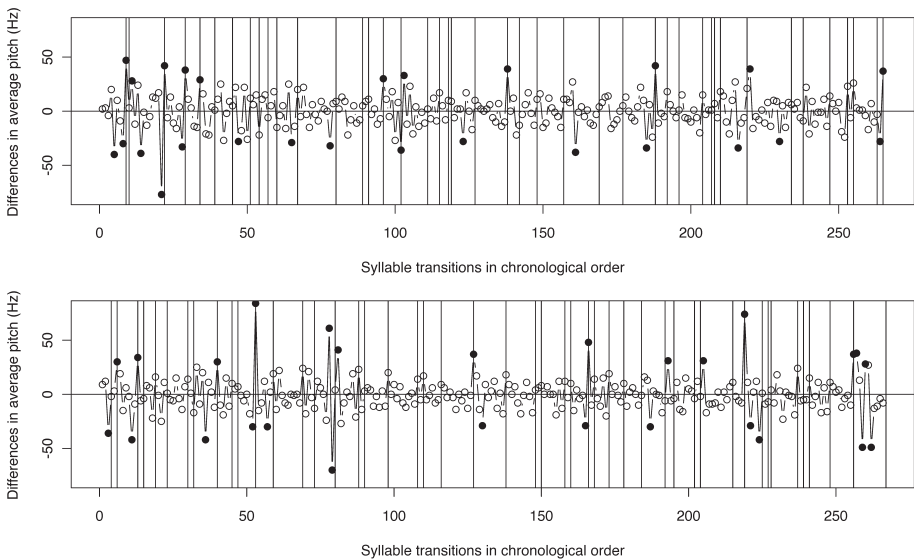 Differences in average pitch (Hz)
50
0
-50
0 50 100 150 200 250
Syllable transitions in chronological order
Differences in average pitch (Hz)
50
0
-50
0 50 100 150 200 250
Syllable transitions in chronological order